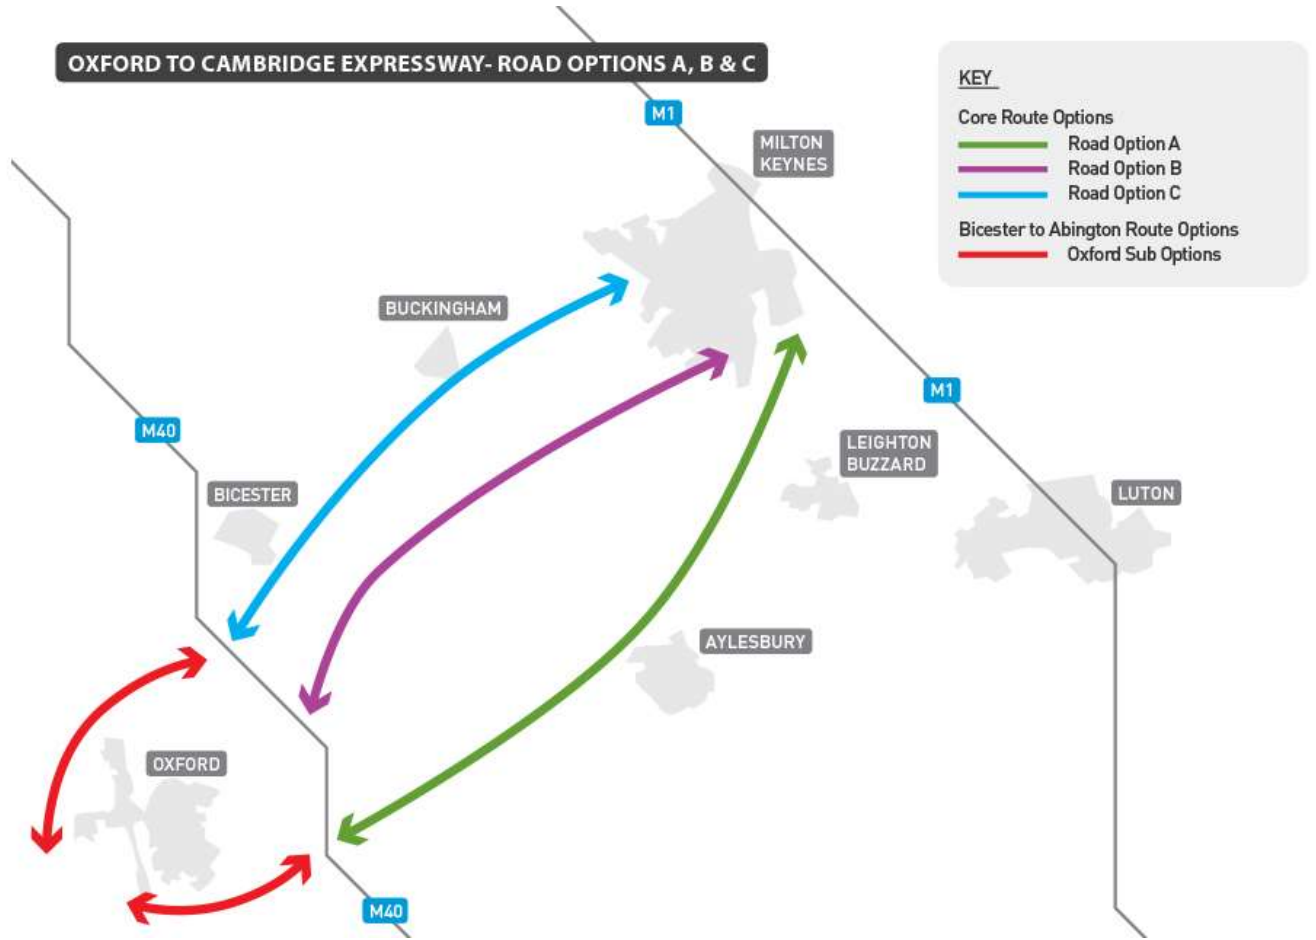 OXFORD TO CAMBRIDGE EXPRESSWAY- ROAD OPTIONS A, B & C
KEY
Core Route Options
Road Option A
Road Option B
Road Option C
Bicester to Abington Route Options
Oxford Sub Options
M1
MILTON
KEYNES
BUCKINGHAM
M1
M40
LEIGHTON
BUZZARD
BICESTER
LUTON
AYLESBURY
OXFORD
M40